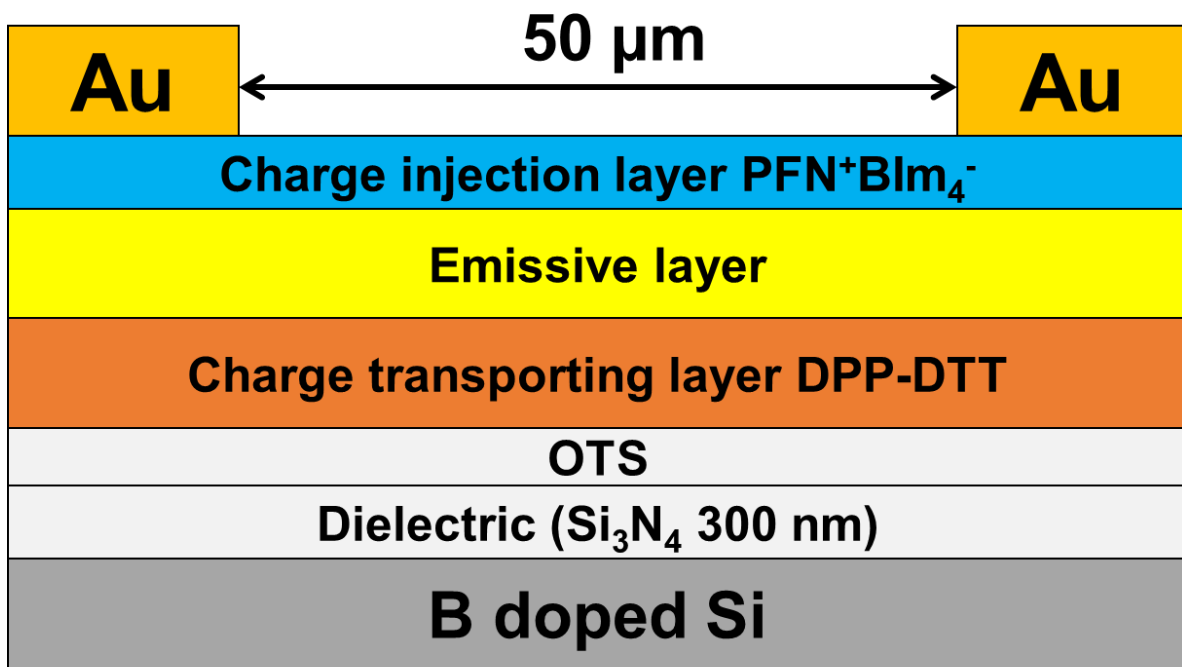 50 µm
Au
Au
Charge injection layer PFN⁺BIm₄⁻
Emissive layer
Charge transporting layer DPP-DTT
OTS
Dielectric (Si₃N₄ 300 nm)
B doped Si